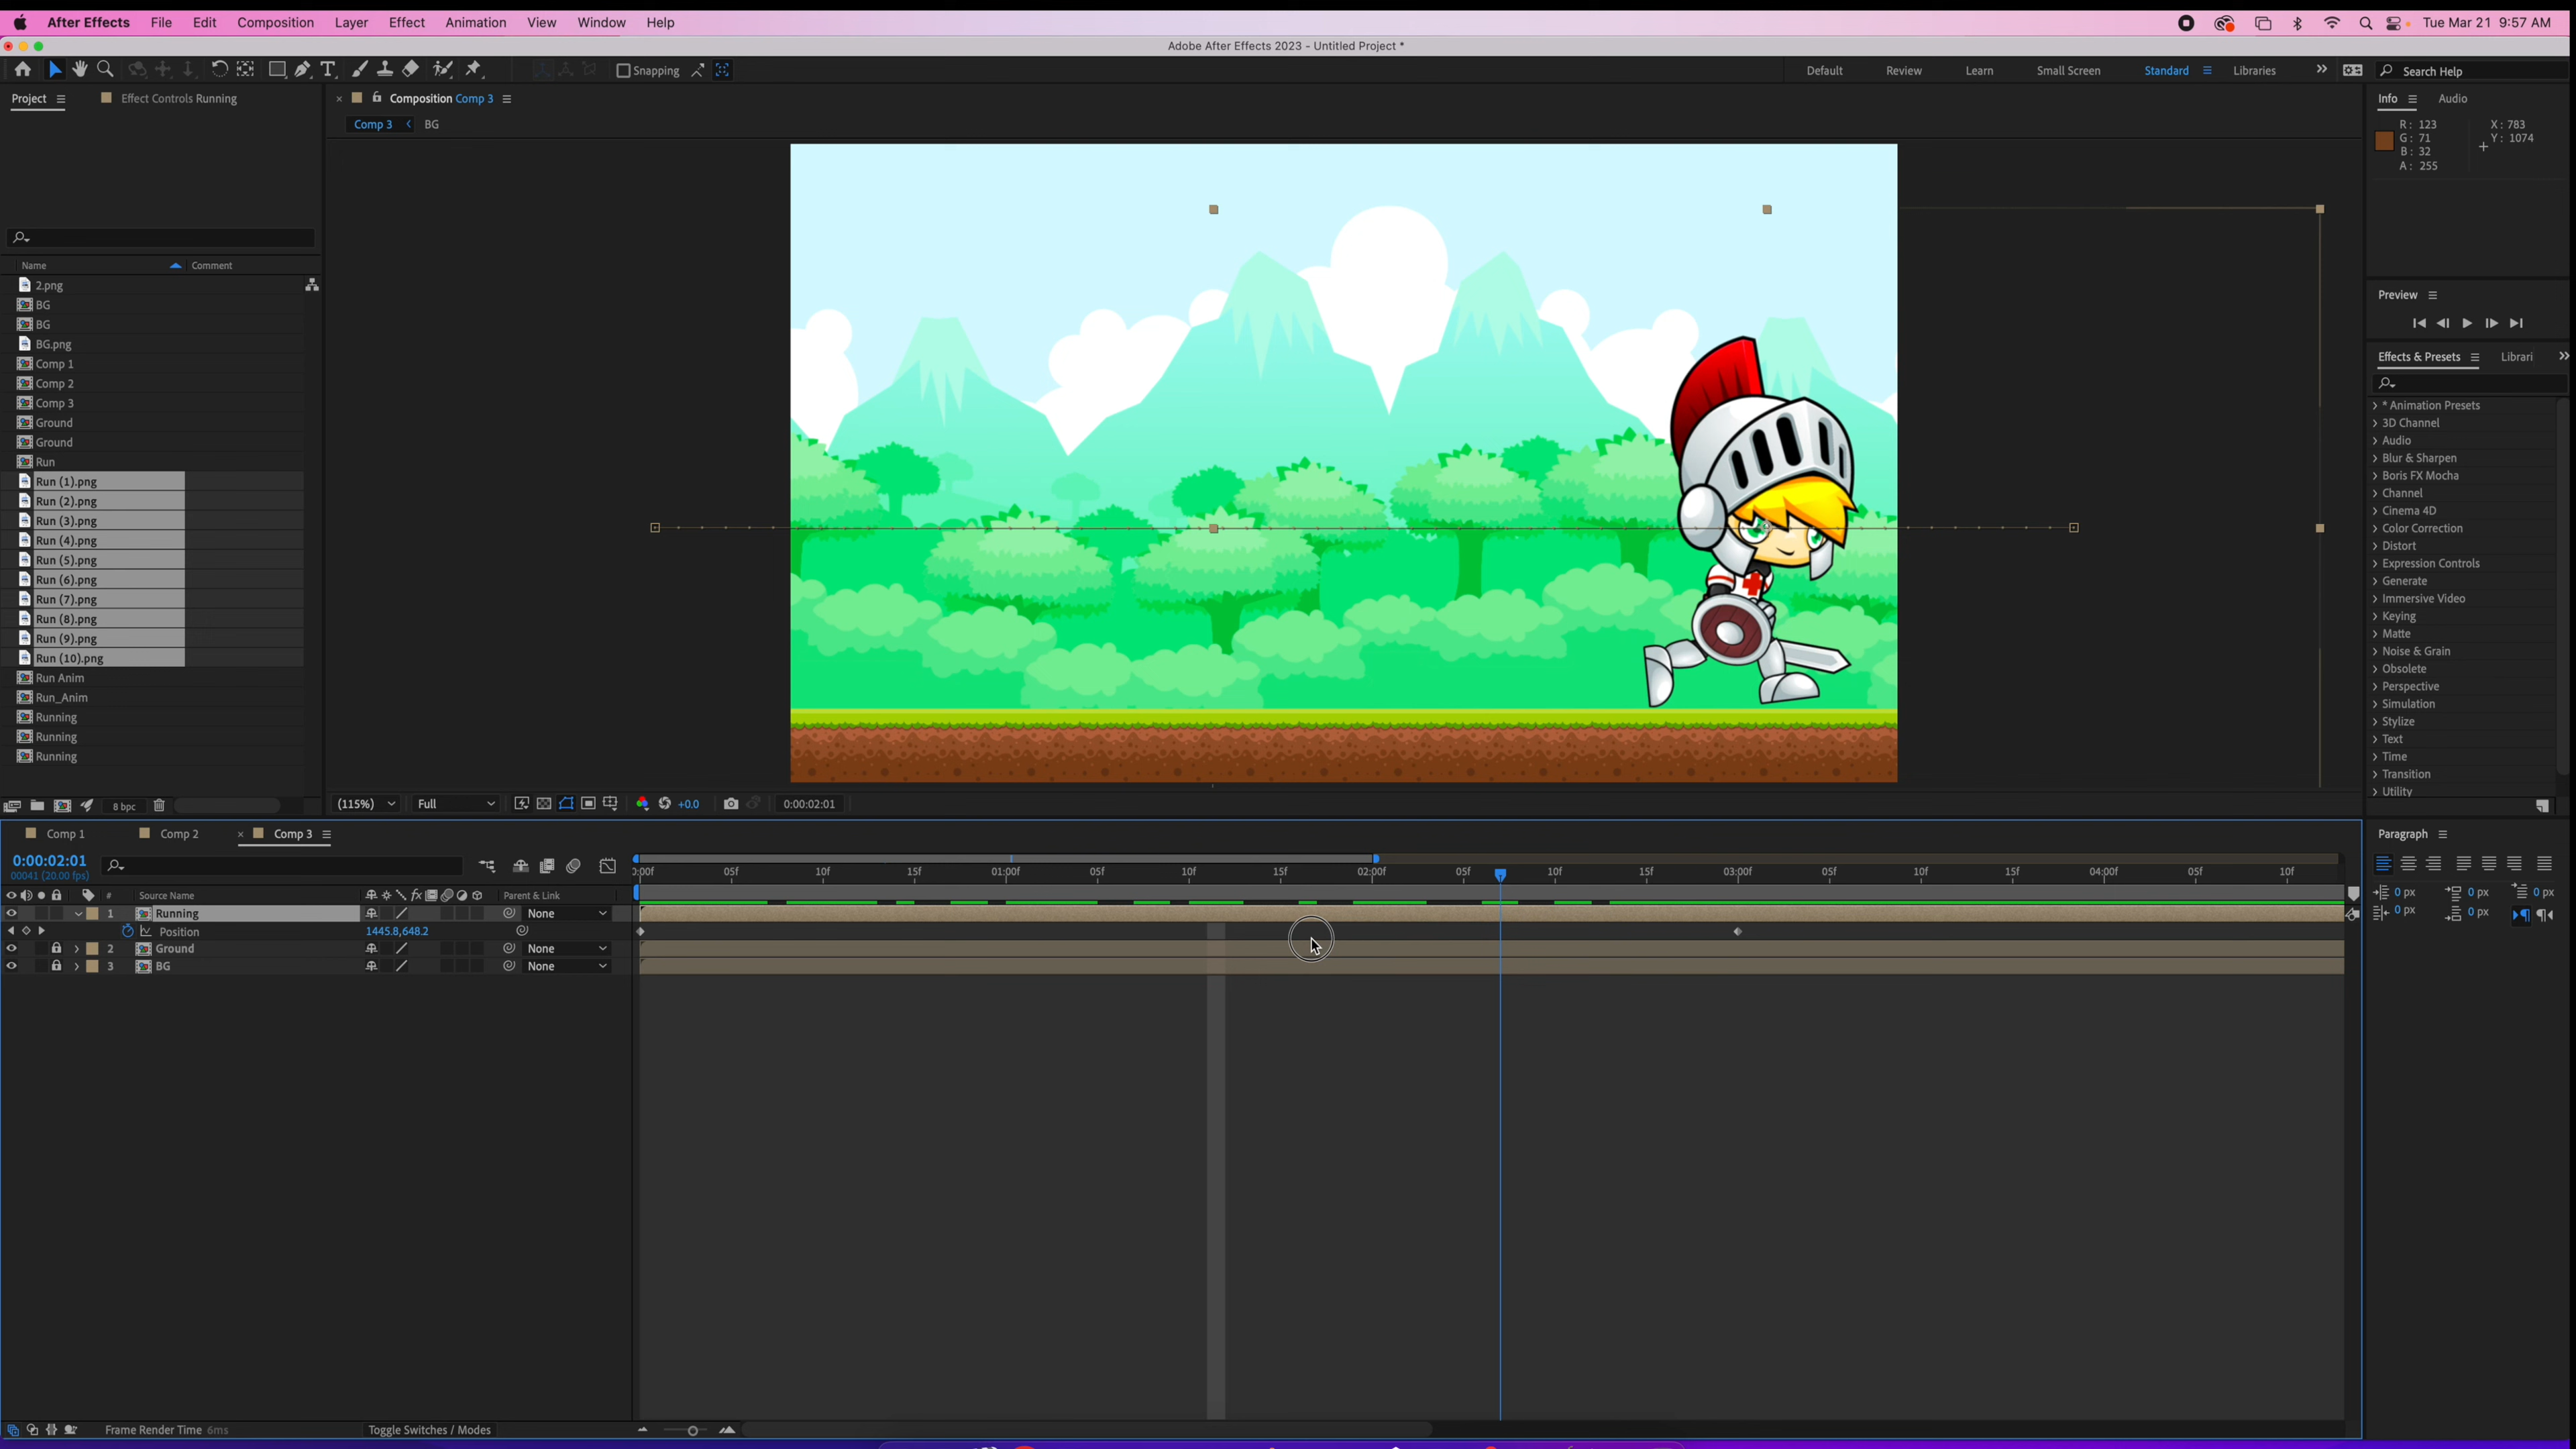 After Effects File Edit Composition Layer Effect Animation View Window Help Tue Mar 21 9:57 AM
Adobe After Effects 2023 - Untitled Project *
Snapping Default Review Learn Small Screen Standard Libraries Search Help
Project Effect Controls Running
Composition Comp 3
Comp 3 BG
Name Comment
2.png
BG
BG
BG.png
Comp 1
Comp 2
Comp 3
Ground
Ground
Run
Run (1).png
Run (2).png
Run (3).png
Run (4).png
Run (5).png
Run (6).png
Run (7).png
Run (8).png
Run (9).png
Run (10).png
Run Anim
Run_Anim
Running
Running
Running
8 bpc
(115%) Full +0.0 0:00:02:01
Info Audio
R: 123 X: 783
G: 71 Y: 1074
B: 32
A: 255
Preview
Effects & Presets Librari
* Animation Presets
3D Channel
Audio
Blur & Sharpen
Boris FX Mocha
Channel
Cinema 4D
Color Correction
Distort
Expression Controls
Generate
Immersive Video
Keying
Matte
Noise & Grain
Obsolete
Perspective
Simulation
Stylize
Text
Time
Transition
Utility
Comp 1 Comp 2 Comp 3
0:00:02:01
00041 (20.00 fps)
0:00f 05f 10f 15f 01:00f 05f 10f 15f 02:00f 05f 10f 15f 03:00f 05f 10f 15f 04:00f 05f 10f
# Source Name fx Parent & Link
1 Running None
Position 1445.8,648.2
2 Ground None
3 BG None
Frame Render Time 6ms Toggle Switches / Modes
Paragraph
0 px 0 px 0 px
0 px 0 px